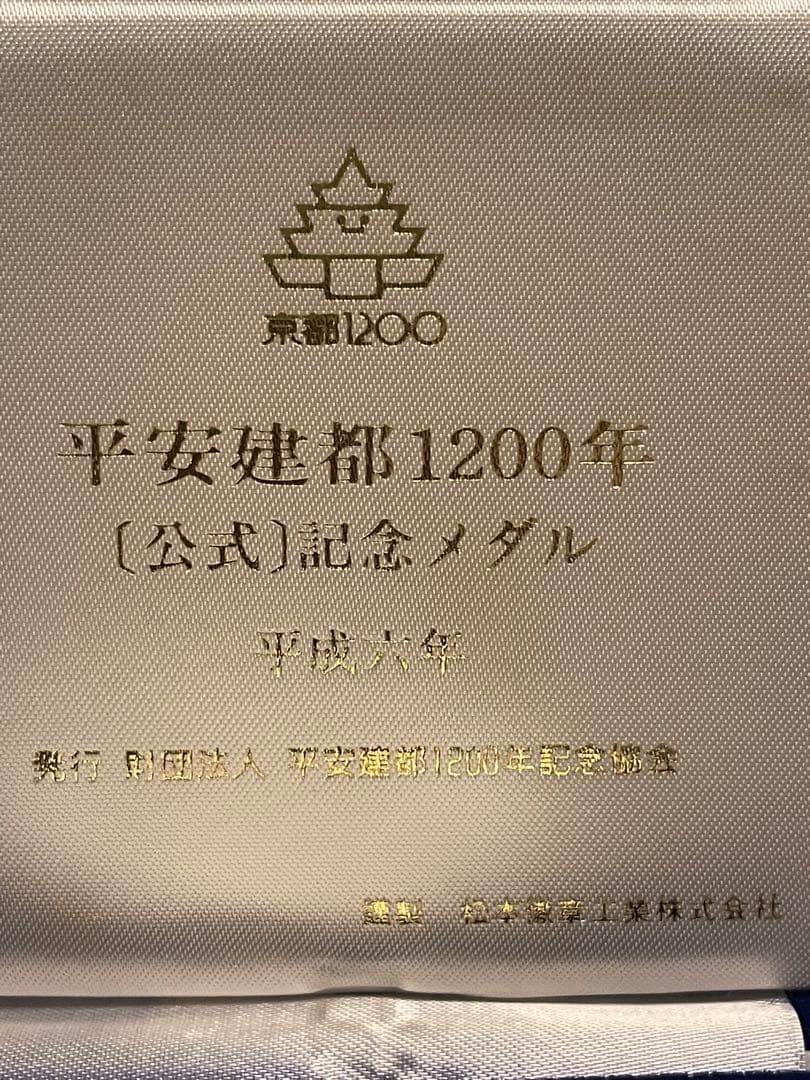 京都1200
平安建都1200年
〔公式〕記念メダル
平成六年
発行 財団法人 平安建都1200年記念協会
謹製 松本徽章工業株式会社